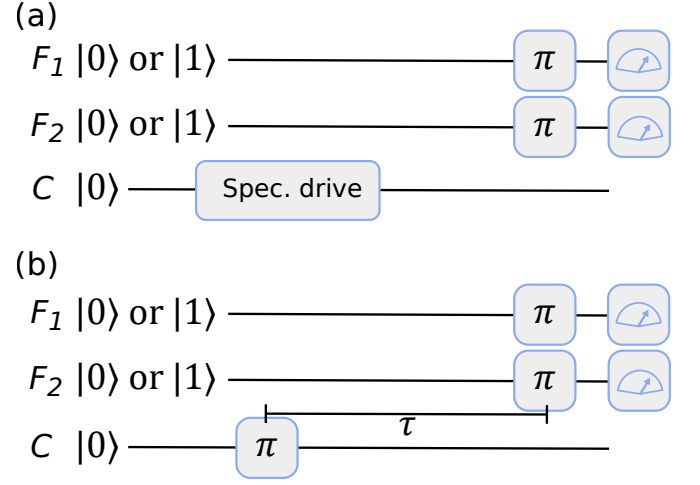 (a)
F1 |0⟩ or |1⟩ π
F2 |0⟩ or |1⟩ π
C |0⟩ Spec. drive
(b)
F1 |0⟩ or |1⟩ π
F2 |0⟩ or |1⟩ π
τ
C |0⟩ π